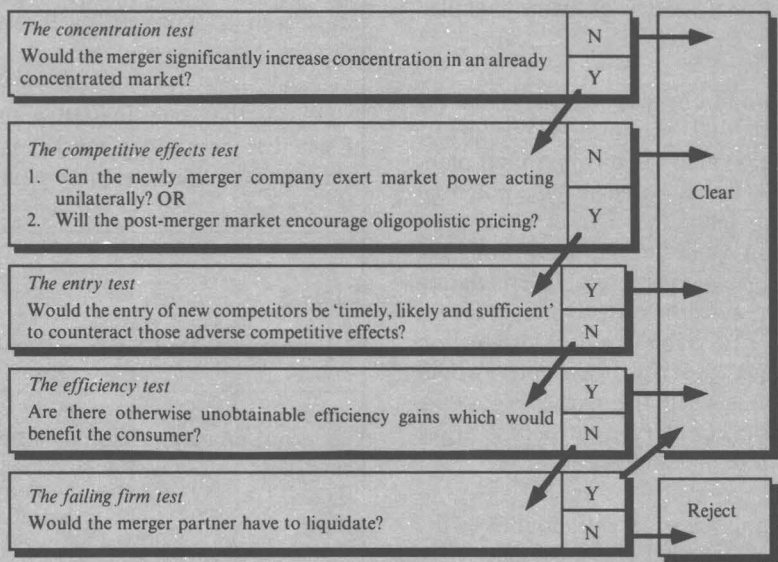 The concentration test
Would the merger significantly increase concentration in an already
concentrated market?
N
Y
The competitive effects test
1. Can the newly merger company exert market power acting
unilaterally? OR
2. Will the post-merger market encourage oligopolistic pricing?
N
Y
Clear
The entry test
Would the entry of new competitors be ‘timely, likely and sufficient’
to counteract those adverse competitive effects?
Y
N
The efficiency test
Are there otherwise unobtainable efficiency gains which would
benefit the consumer?
Y
N
The failing firm test
Would the merger partner have to liquidate?
Y
N
Reject